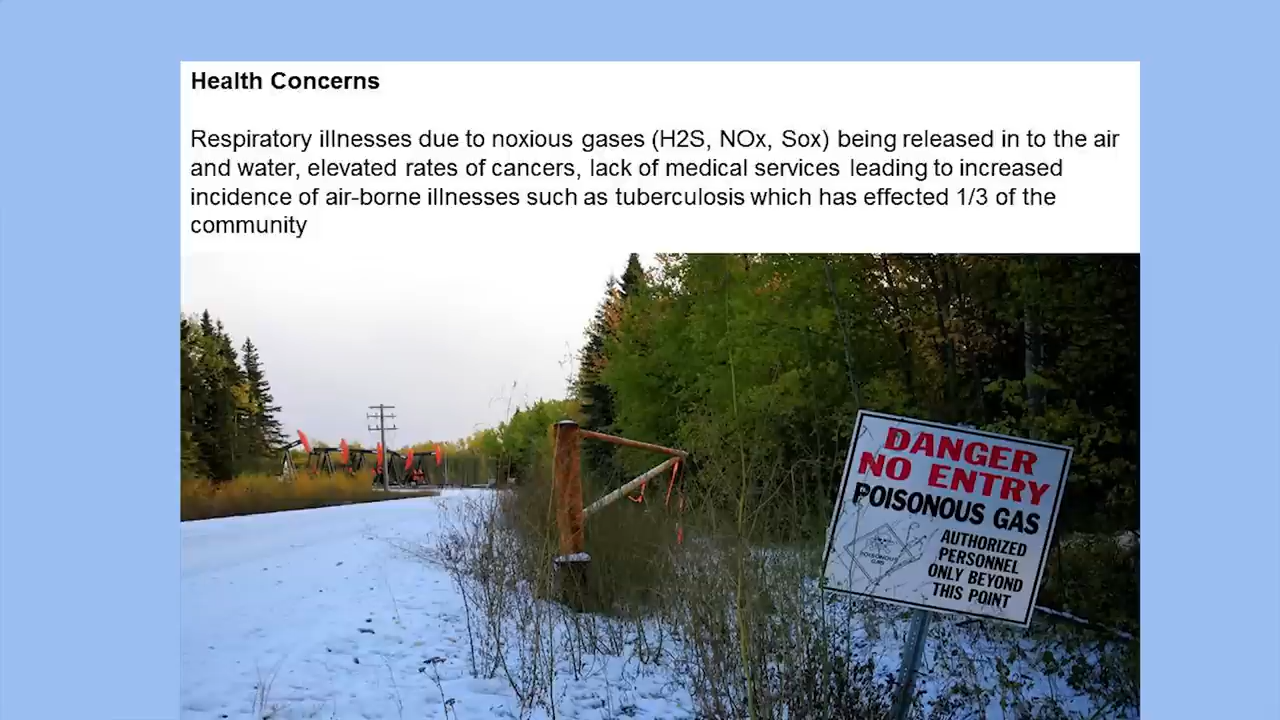 Health Concerns
Respiratory illnesses due to noxious gases (H2S, NOx, Sox) being released in to the air
and water, elevated rates of cancers, lack of medical services leading to increased
incidence of air-borne illnesses such as tuberculosis which has effected 1/3 of the
community
DANGER
NO ENTRY
POISONOUS GAS
AUTHORIZED
PERSONNEL
ONLY BEYOND
THIS POINT
POISONOUS
GAS